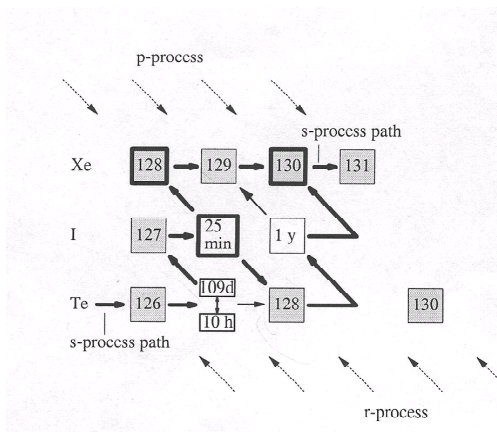 p-proccss
s-proccss path
Xe 128 129 130 131
I 127 25 min 1 y
Te 126 109d 10 h 128 130
s-proccss path
r-process